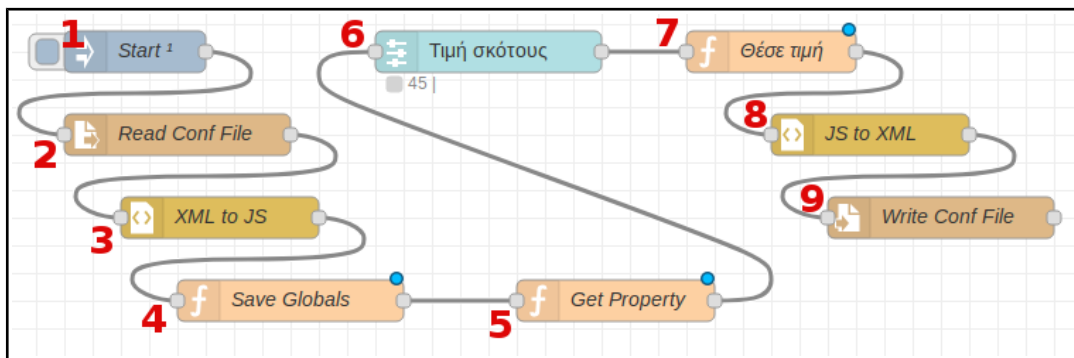 1 Start ¹
2 Read Conf File
3 XML to JS
4 Save Globals
5 Get Property
6 Τιμή σκότους
45 |
7 Θέσε τιμή
8 JS to XML
9 Write Conf File